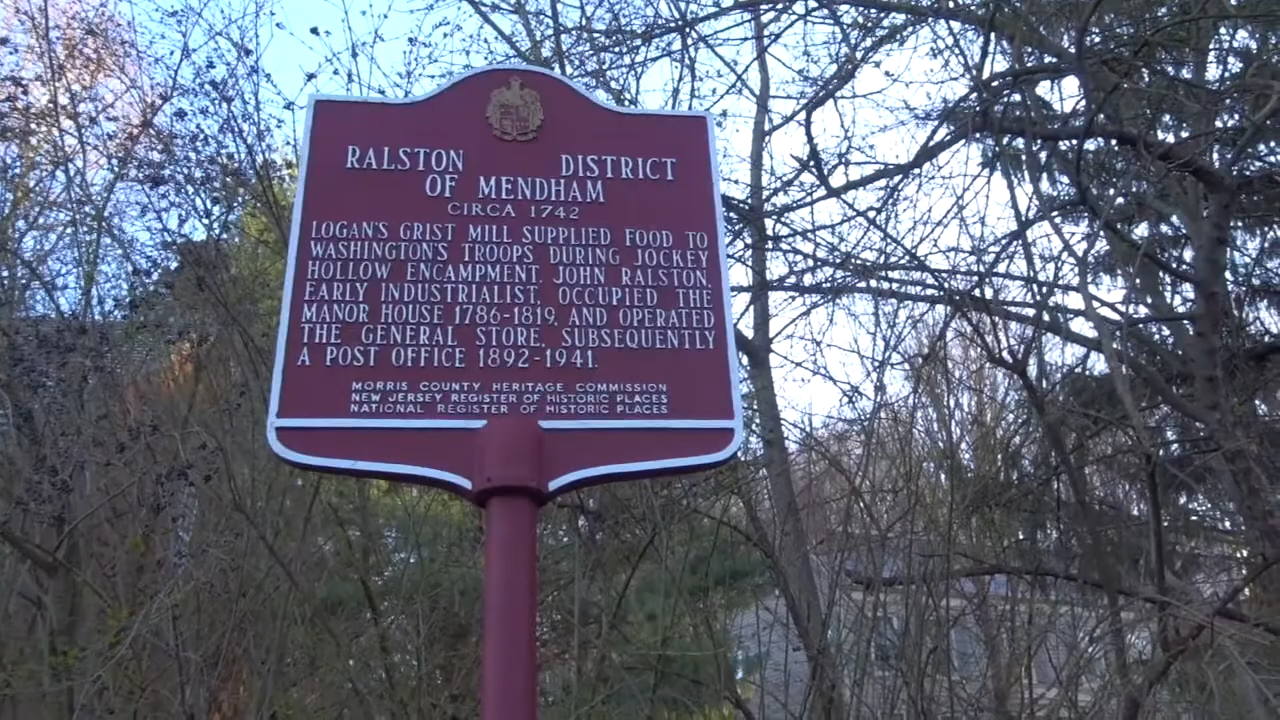 RALSTON DISTRICT
OF MENDHAM
CIRCA 1742
LOGAN'S GRIST MILL SUPPLIED FOOD TO
WASHINGTON'S TROOPS DURING JOCKEY
HOLLOW ENCAMPMENT. JOHN RALSTON,
EARLY INDUSTRIALIST, OCCUPIED THE
MANOR HOUSE 1786-1819, AND OPERATED
THE GENERAL STORE, SUBSEQUENTLY
A POST OFFICE 1892-1941.
MORRIS COUNTY HERITAGE COMMISSION
NEW JERSEY REGISTER OF HISTORIC PLACES
NATIONAL REGISTER OF HISTORIC PLACES